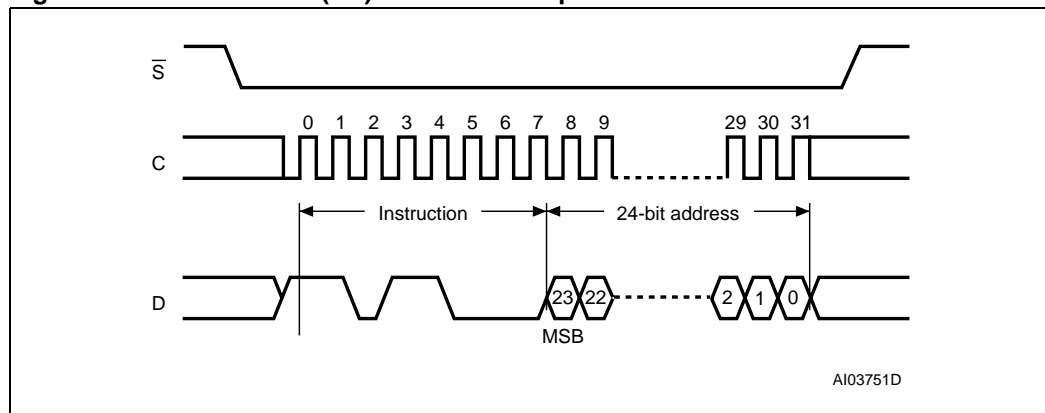 S
0 1 2 3 4 5 6 7 8 9 29 30 31
C
Instruction 24-bit address
D 23 22 2 1 0
MSB
AI03751D